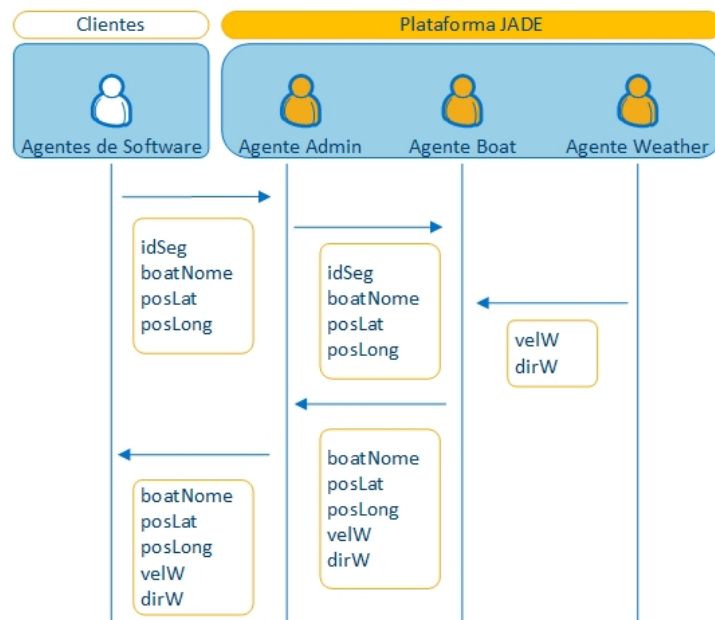 Clientes
Plataforma JADE
Agentes de Software
Agente Admin
Agente Boat
Agente Weather
idSeg
boatNome
posLat
posLong
idSeg
boatNome
posLat
posLong
velW
dirW
boatNome
posLat
posLong
velW
dirW
boatNome
posLat
posLong
velW
dirW